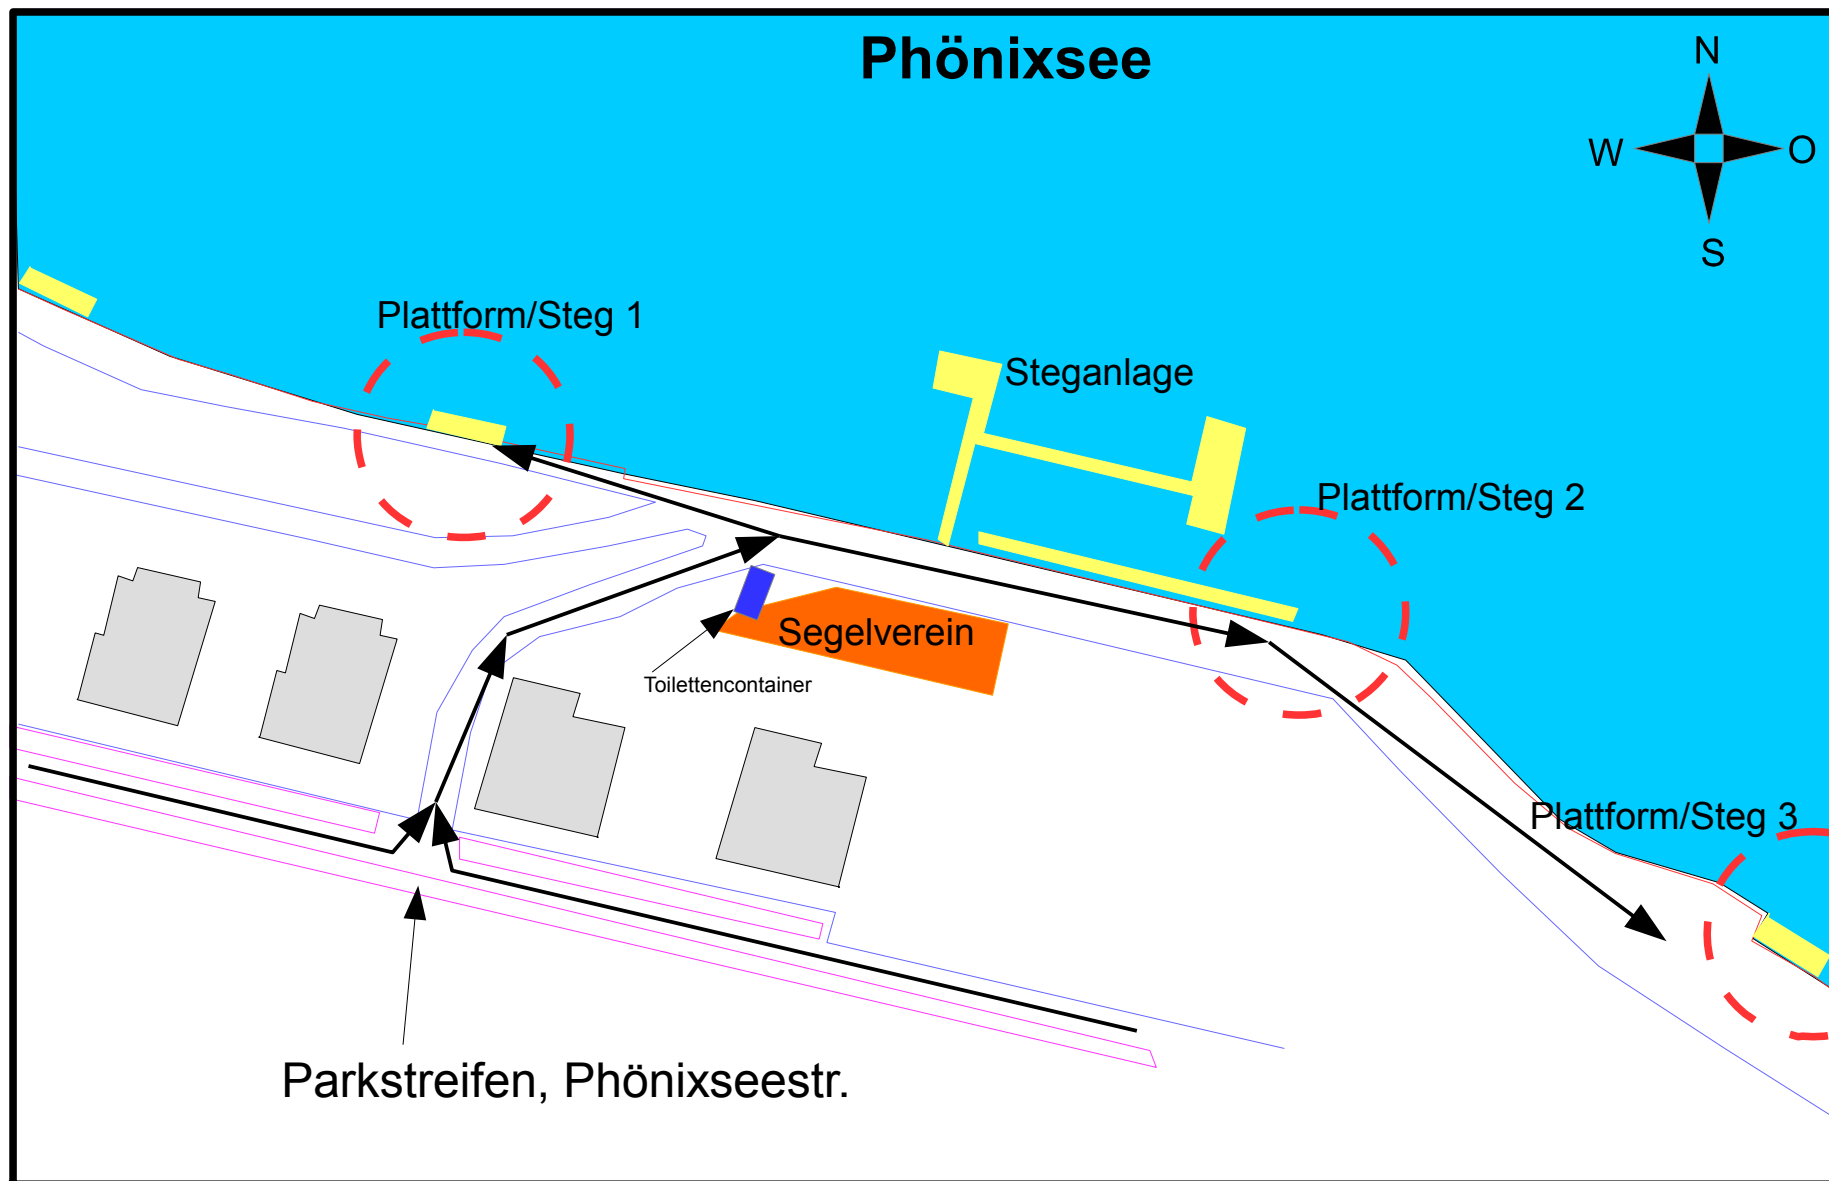 Phönixsee
N
W
O
S
Plattform/Steg 1
Steganlage
Plattform/Steg 2
Segelverein
Toilettencontainer
Plattform/Steg 3
Parkstreifen, Phönixseestr.